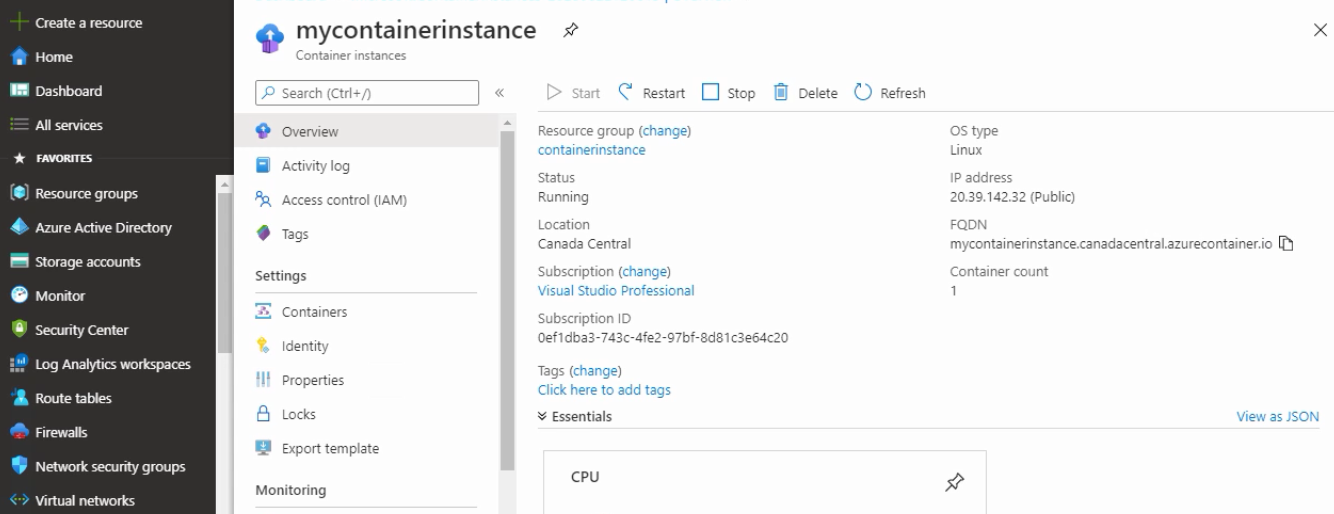 Create a resource
Home
Dashboard
All services
FAVORITES
Resource groups
Azure Active Directory
Storage accounts
Monitor
Security Center
Log Analytics workspaces
Route tables
Firewalls
Network security groups
Virtual networks
mycontainerinstance
Container instances
Search (Ctrl+/)
«
Overview
Activity log
Access control (IAM)
Tags
Settings
Containers
Identity
Properties
Locks
Export template
Monitoring
Start Restart Stop Delete Refresh
Resource group (change)
containerinstance
Status
Running
Location
Canada Central
Subscription (change)
Visual Studio Professional
Subscription ID
0ef1dba3-743c-4fe2-97bf-8d81c3e64c20
Tags (change)
Click here to add tags
OS type
Linux
IP address
20.39.142.32 (Public)
FQDN
mycontainerinstance.canadacentral.azurecontainer.io
Container count
1
Essentials
View as JSON
CPU